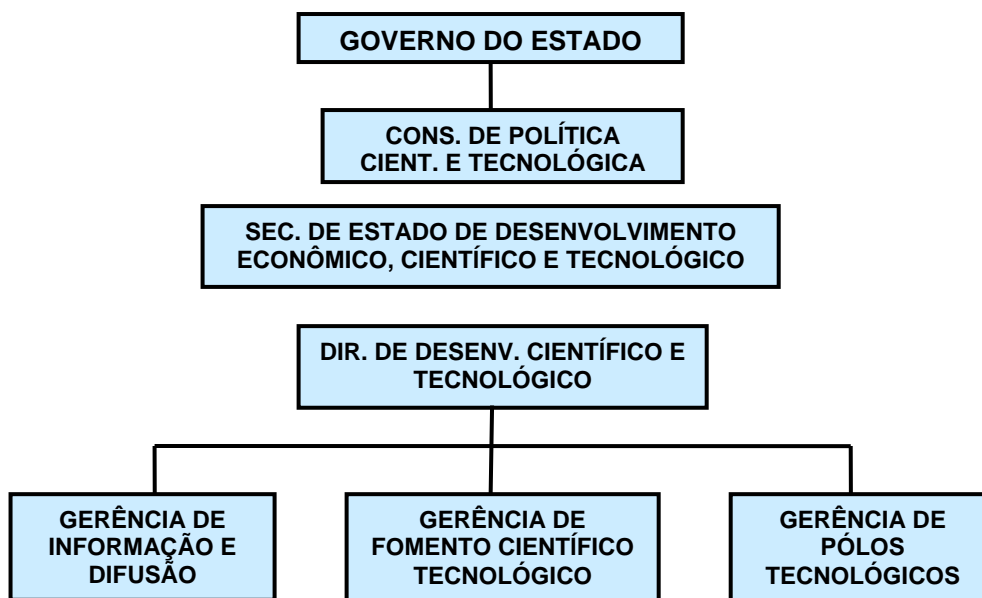 GOVERNO DO ESTADO
CONS. DE POLÍTICA
CIENT. E TECNOLÓGICA
SEC. DE ESTADO DE DESENVOLVIMENTO
ECONÔMICO, CIENTÍFICO E TECNOLÓGICO
DIR. DE DESENV. CIENTÍFICO E
TECNOLÓGICO
GERÊNCIA DE
INFORMAÇÃO E
DIFUSÃO
GERÊNCIA DE
FOMENTO CIENTÍFICO
TECNOLÓGICO
GERÊNCIA DE
PÓLOS
TECNOLÓGICOS